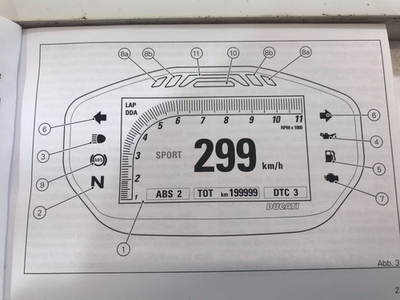 8a 8b 11 10 8b 8a
LAP
DDA
4 5 6 7 8 9 10 11
RPM x 1000
6
6
3
4
3
SPORT 299 km/h
9
ABS
5
2
N
2
7
1
ABS 2 TOT km 199999 DTC 3
DUCATI
1
Abb. 3
2